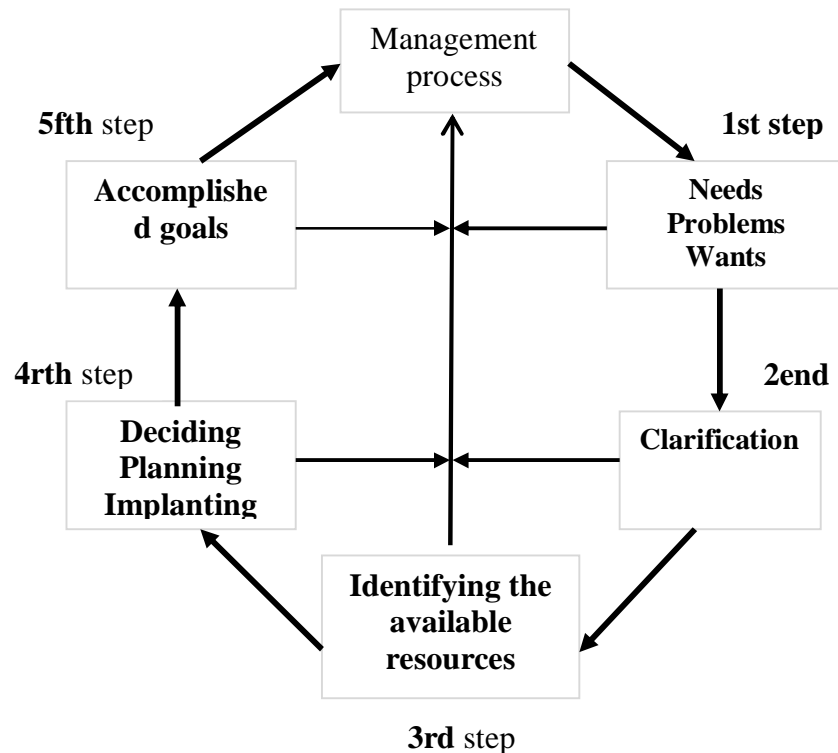 Management
process
1st step
Needs
Problems
Wants
2end
Clarification
Identifying the
available
resources
3rd step
4rth step
Deciding
Planning
Implanting
5fth step
Accomplishe
d goals